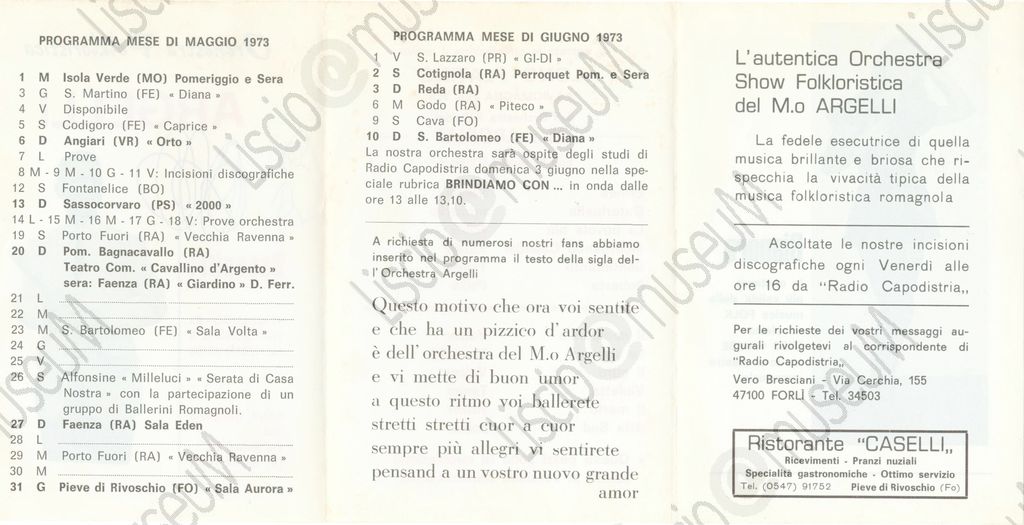 PROGRAMMA MESE DI MAGGIO 1973
1 M Isola Verde (MO) Pomeriggio e Sera
3 G S. Martino (FE) « Diana »
4 V Disponibile
5 S Codigoro (FE) « Caprice »
6 D Angiari (VR) « Orto »
7 L Prove
8 M - 9 M - 10 G - 11 V: Incisioni discografiche
12 S Fontanelice (BO)
13 D Sassocorvaro (PS) « 2000 »
14 L - 15 M - 16 M - 17 G - 18 V: Prove orchestra
19 S Porto Fuori (RA) « Vecchia Ravenna »
20 D Pom. Bagnacavallo (RA)
Teatro Com. « Cavallino d'Argento »
sera: Faenza (RA) « Giardino » D. Ferr.
21 L
22 M
23 M S. Bartolomeo (FE) « Sala Volta »
24 G
25 V
26 S Alfonsine « Milleluci » « Serata di Casa
Nostra » con la partecipazione di un
gruppo di Ballerini Romagnoli.
27 D Faenza (RA) Sala Eden
28 L
29 M Porto Fuori (RA) « Vecchia Ravenna »
30 M
31 G Pieve di Rivoschio (FO) « Sala Aurora »
PROGRAMMA MESE DI GIUGNO 1973
1 V S. Lazzaro (PR) « GI-DI »
2 S Cotignola (RA) Perroquet Pom. e Sera
3 D Reda (RA)
6 M Godo (RA) « Piteco »
9 S Cava (FO)
10 D S. Bartolomeo (FE) « Diana »
La nostra orchestra sarà ospite degli studi di
Radio Capodistria domenica 3 giugno nella spe-
ciale rubrica BRINDIAMO CON ... in onda dalle
ore 13 alle 13,10.
A richiesta di numerosi nostri fans abbiamo
inserito nel programma il testo della sigla del-
l'Orchestra Argelli
Questo motivo che ora voi sentite
e che ha un pizzico d'ardor
è dell'orchestra del M.o Argelli
e vi mette di buon umor
a questo ritmo voi ballerete
stretti stretti cuor a cuor
sempre più allegri vi sentirete
pensand a un vostro nuovo grande
amor
L'autentica Orchestra
Show Folkloristica
del M.o ARGELLI
La fedele esecutrice di quella
musica brillante e briosa che ri-
specchia la vivacità tipica della
musica folkloristica romagnola
Ascoltate le nostre incisioni
discografiche ogni Venerdì alle
ore 16 da "Radio Capodistria„
Per le richieste dei vostri messaggi au-
gurali rivolgetevi al corrispondente di
"Radio Capodistria„
Vero Bresciani - Via Cerchia, 155
47100 FORLI - Tel. 34503
Ristorante "CASELLI„
Ricevimenti - Pranzi nuziali
Specialità gastronomiche - Ottimo servizio
Tel. (0547) 91752 Pieve di Rivoschio (Fo)
Liscio@museuM